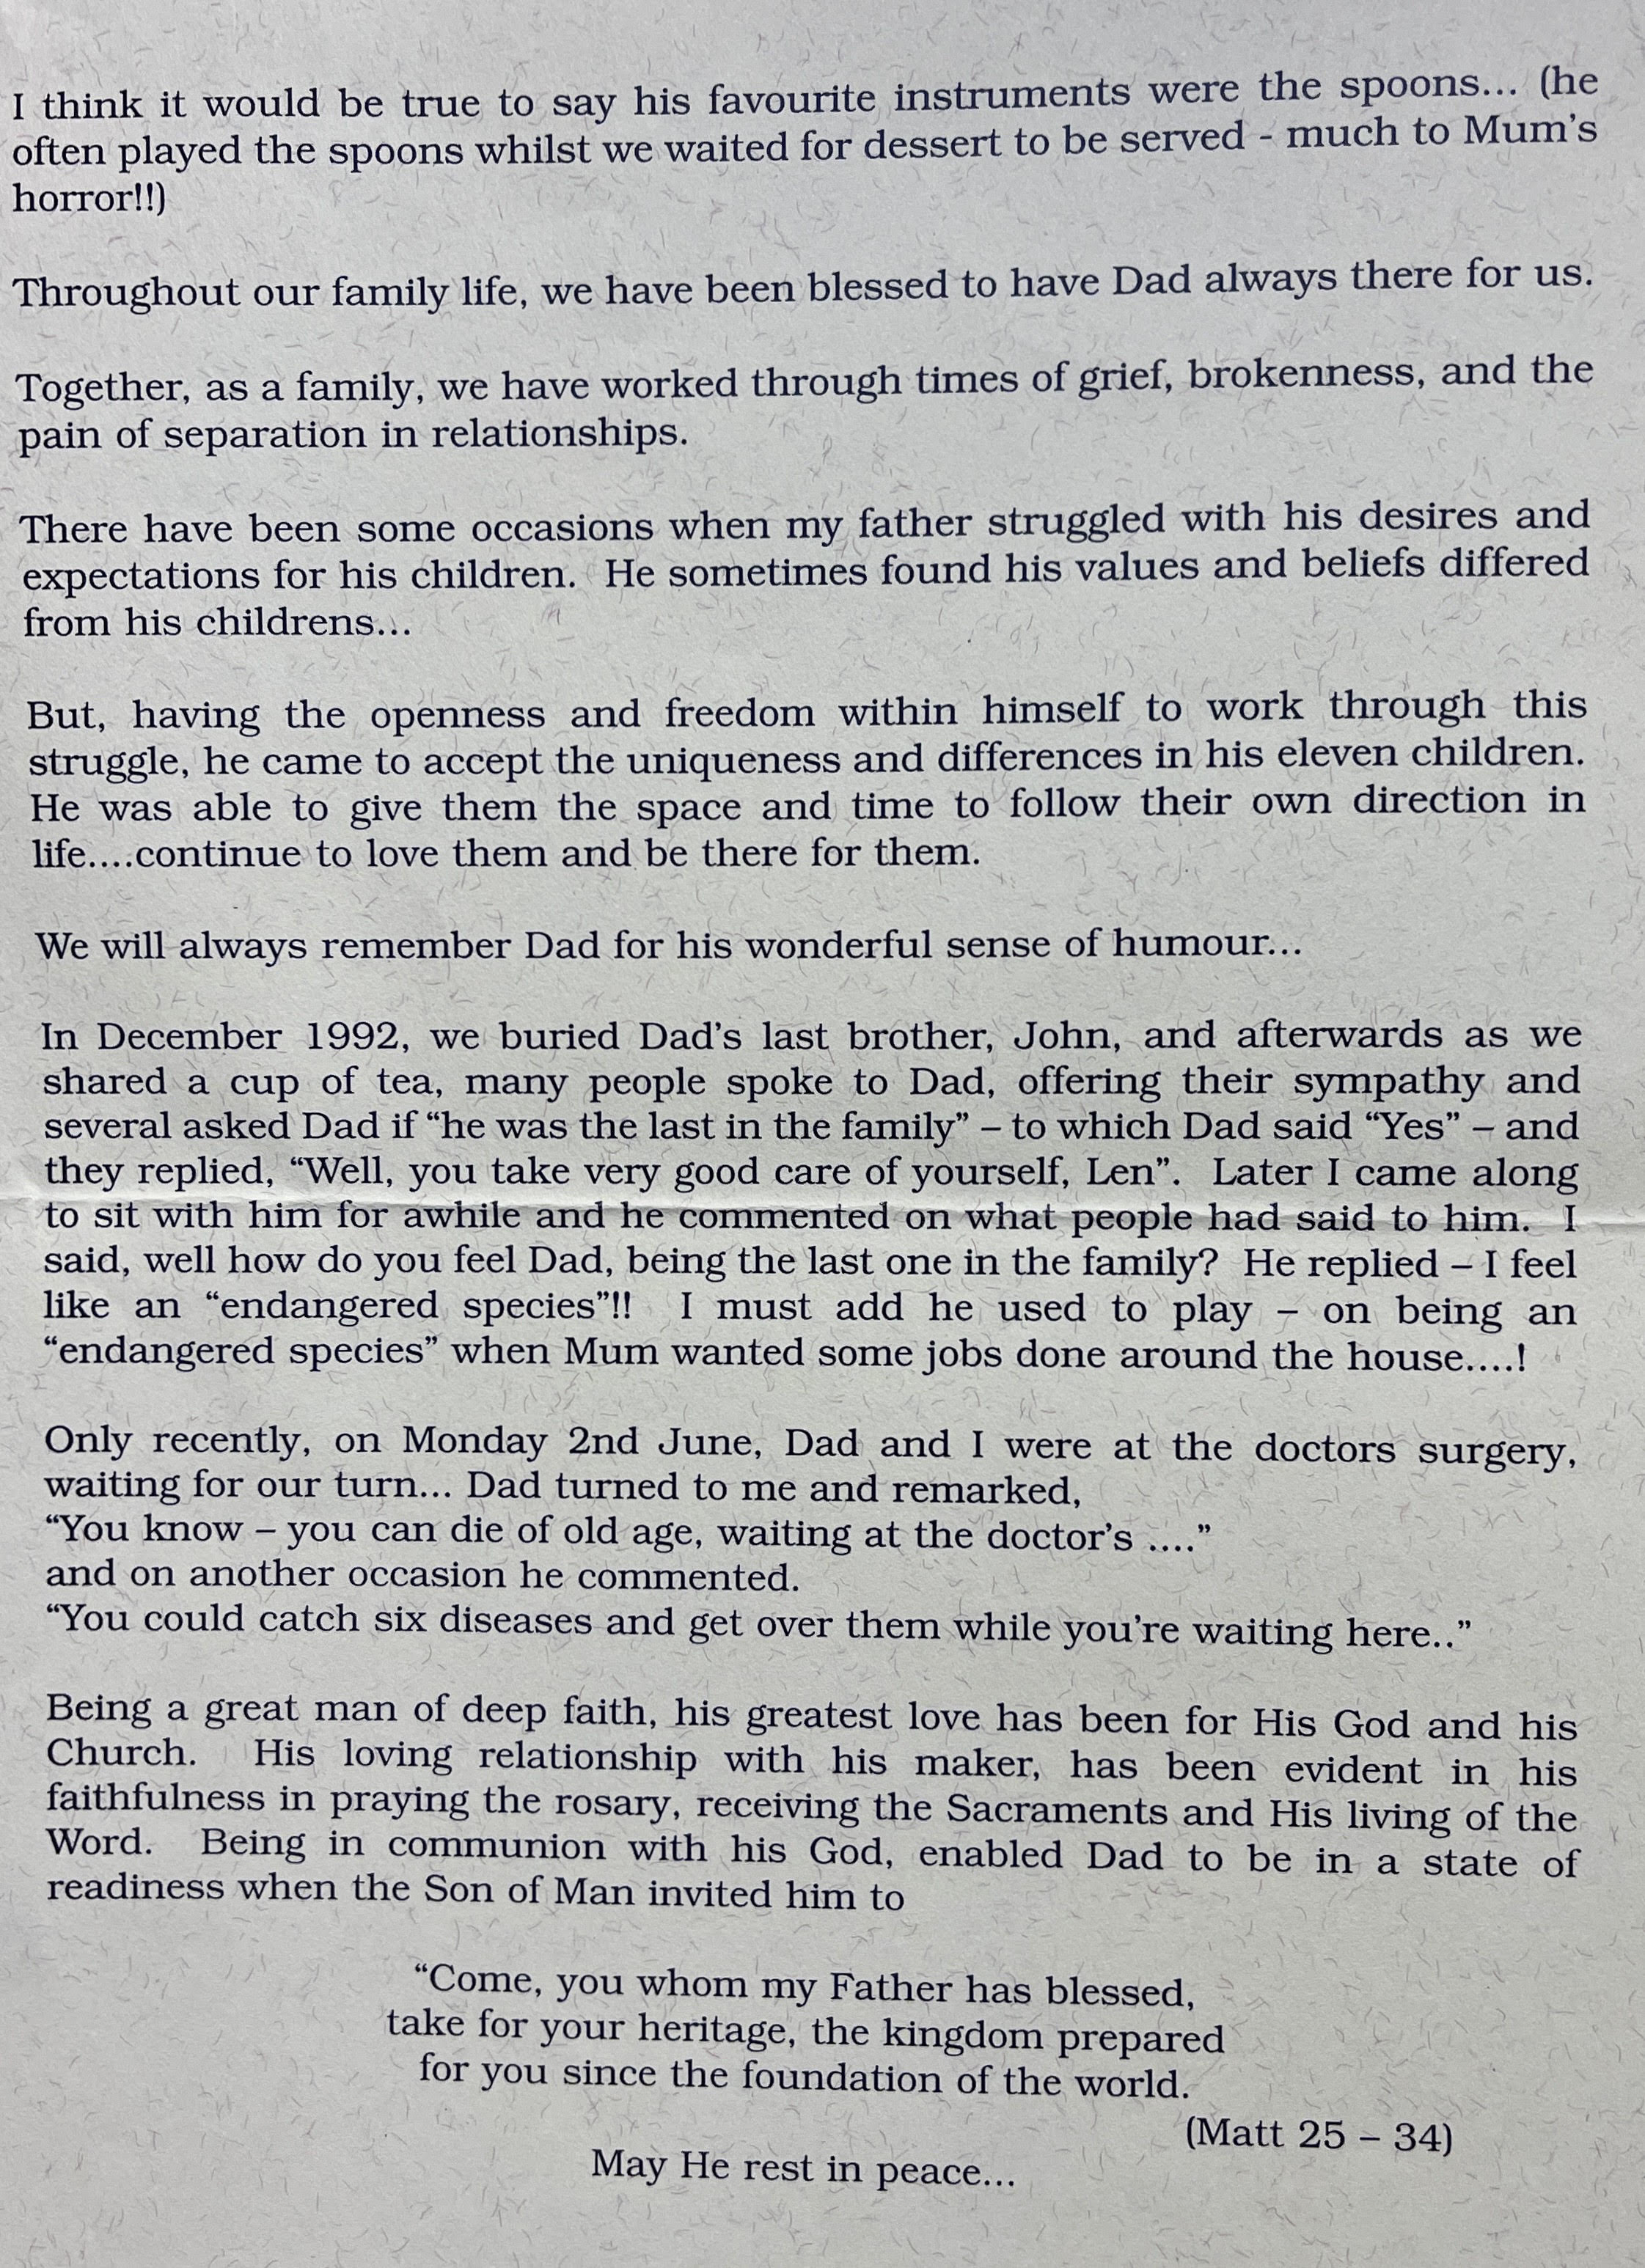 I think it would be true to say his favourite instruments were the spoons... (he
often played the spoons whilst we waited for dessert to be served - much to Mum's
horror!!)
Throughout our family life, we have been blessed to have Dad always there for us.
Together, as a family, we have worked through times of grief, brokenness, and the
pain of separation in relationships.
There have been some occasions when my father struggled with his desires and
expectations for his children.  He sometimes found his values and beliefs differed
from his childrens...
But, having the openness and freedom within himself to work through this
struggle, he came to accept the uniqueness and differences in his eleven children.
He was able to give them the space and time to follow their own direction in
life....continue to love them and be there for them.
We will always remember Dad for his wonderful sense of humour...
In December 1992, we buried Dad's last brother, John, and afterwards as we
shared a cup of tea, many people spoke to Dad, offering their sympathy and
several asked Dad if “he was the last in the family” – to which Dad said “Yes” – and
they replied, “Well, you take very good care of yourself, Len”.  Later I came along
to sit with him for awhile and he commented on what people had said to him.  I
said, well how do you feel Dad, being the last one in the family?  He replied – I feel
like an “endangered species”!!  I must add he used to play – on being an
“endangered species” when Mum wanted some jobs done around the house....!
Only recently, on Monday 2nd June, Dad and I were at the doctors surgery,
waiting for our turn... Dad turned to me and remarked,
“You know – you can die of old age, waiting at the doctor's ....”
and on another occasion he commented.
“You could catch six diseases and get over them while you're waiting here..”
Being a great man of deep faith, his greatest love has been for His God and his
Church.  His loving relationship with his maker, has been evident in his
faithfulness in praying the rosary, receiving the Sacraments and His living of the
Word.  Being in communion with his God, enabled Dad to be in a state of
readiness when the Son of Man invited him to
“Come, you whom my Father has blessed,
take for your heritage, the kingdom prepared
for you since the foundation of the world.
(Matt 25 – 34)
May He rest in peace...